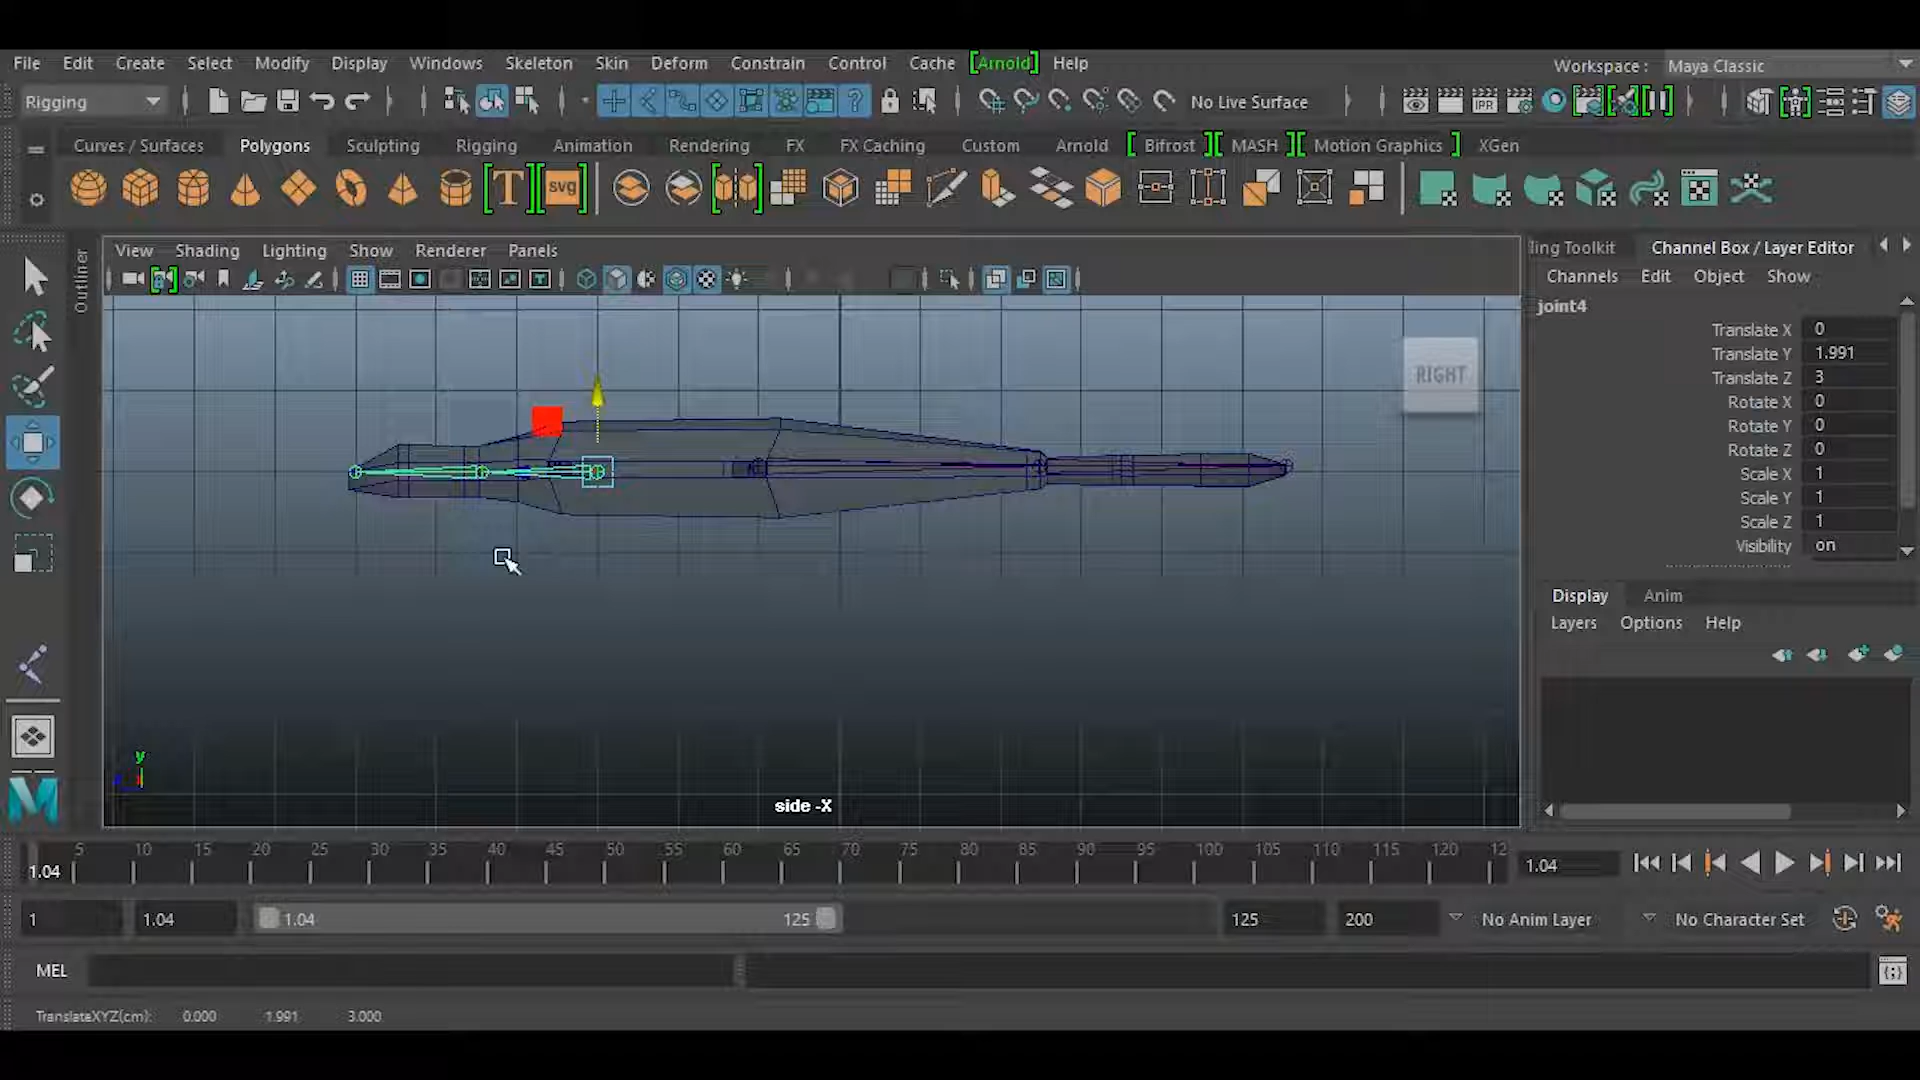 File Edit Create Select Modify Display Windows Skeleton Skin Deform Constrain Control Cache [Arnold] Help
Workspace : Maya Classic
Rigging
No Live Surface
IPR
Curves / Surfaces Polygons Sculpting Rigging Animation Rendering FX FX Caching Custom Arnold [ Bifrost ][ MASH ][ Motion Graphics ] XGen
T svg
Outliner
View Shading Lighting Show Renderer Panels
ling Toolkit Channel Box / Layer Editor
Channels Edit Object Show
joint4
Translate X 0
Translate Y 1.991
Translate Z 3
Rotate X 0
Rotate Y 0
Rotate Z 0
Scale X 1
Scale Y 1
Scale Z 1
Visibility on
RIGHT
Display Anim
Layers Options Help
y
side -X
M
5 10 15 20 25 30 35 40 45 50 55 60 65 70 75 80 85 90 95 100 105 110 115 120 12
1.04
1.04
1 1.04 1.04 125 125 200 No Anim Layer No Character Set
MEL
TranslateXYZ(cm): 0.000 1.991 3.000